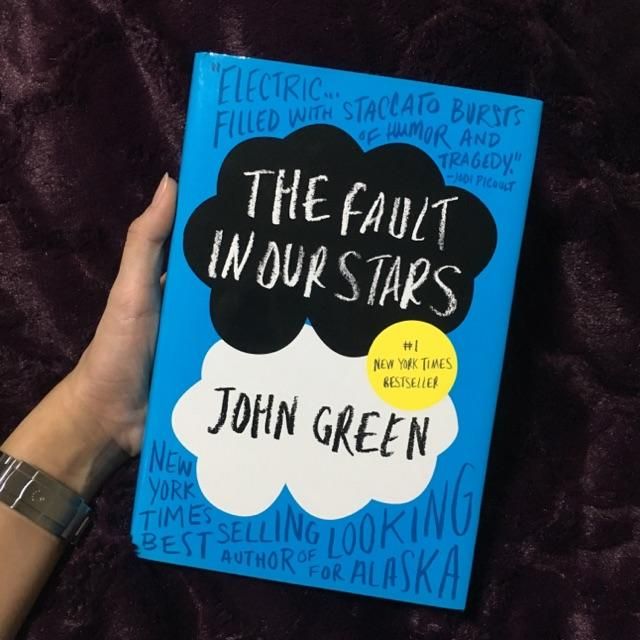 "ELECTRIC...
FILLED WITH STACCATO BURSTS
OF HUMOR AND
TRAGEDY."
-JODI PICOULT
THE FAULT
IN OUR STARS
#1
NEW YORK TIMES
BESTSELLER
JOHN GREEN
NEW
YORK
TIMES
BEST SELLING
AUTHOR OF
LOOKING
FOR ALASKA